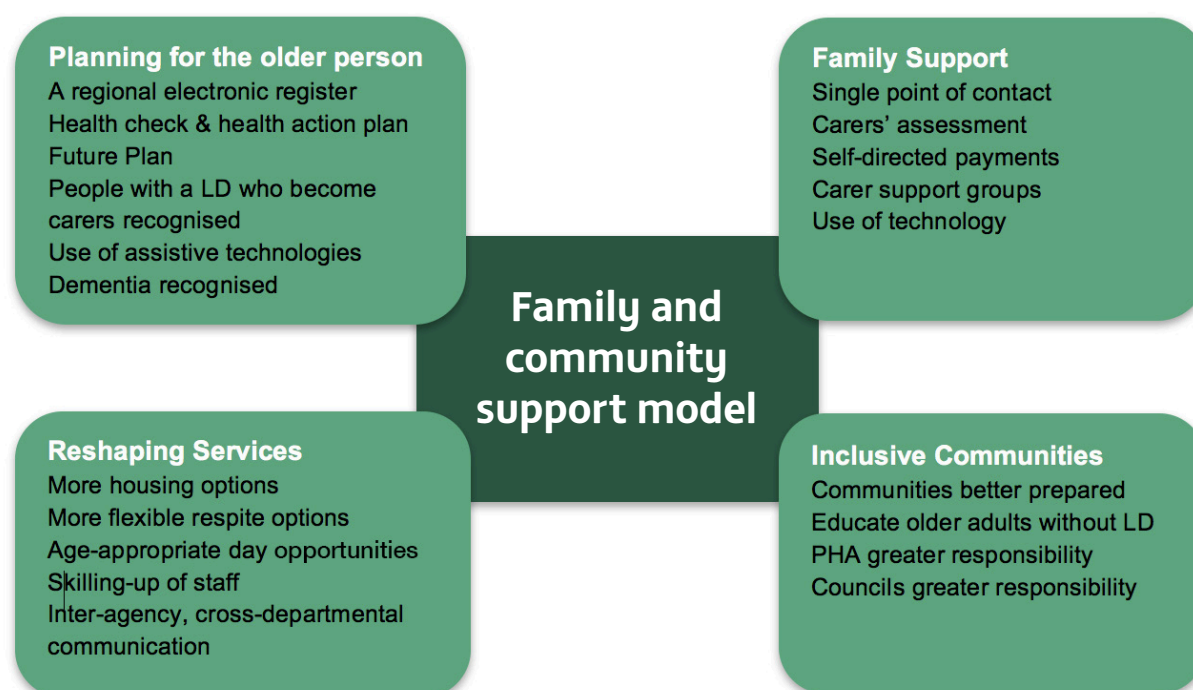 Planning for the older person
A regional electronic register
Health check & health action plan
Future Plan
People with a LD who become
carers recognised
Use of assistive technologies
Dementia recognised
Family Support
Single point of contact
Carers’ assessment
Self-directed payments
Carer support groups
Use of technology
Family and
community
support model
Reshaping Services
More housing options
More flexible respite options
Age-appropriate day opportunities
Skilling-up of staff
Inter-agency, cross-departmental
communication
Inclusive Communities
Communities better prepared
Educate older adults without LD
PHA greater responsibility
Councils greater responsibility